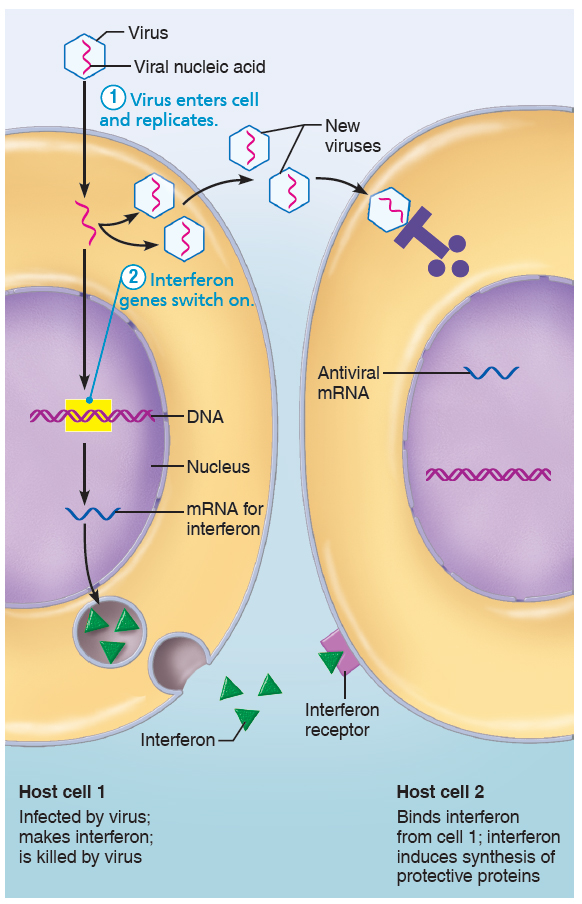 Virus
Viral nucleic acid
1 Virus enters cell
and replicates.
New
viruses
2 Interferon
genes switch on.
Antiviral
mRNA
DNA
Nucleus
mRNA for
interferon
Interferon
receptor
Interferon
Host cell 1
Infected by virus;
makes interferon;
is killed by virus
Host cell 2
Binds interferon
from cell 1; interferon
induces synthesis of
protective proteins